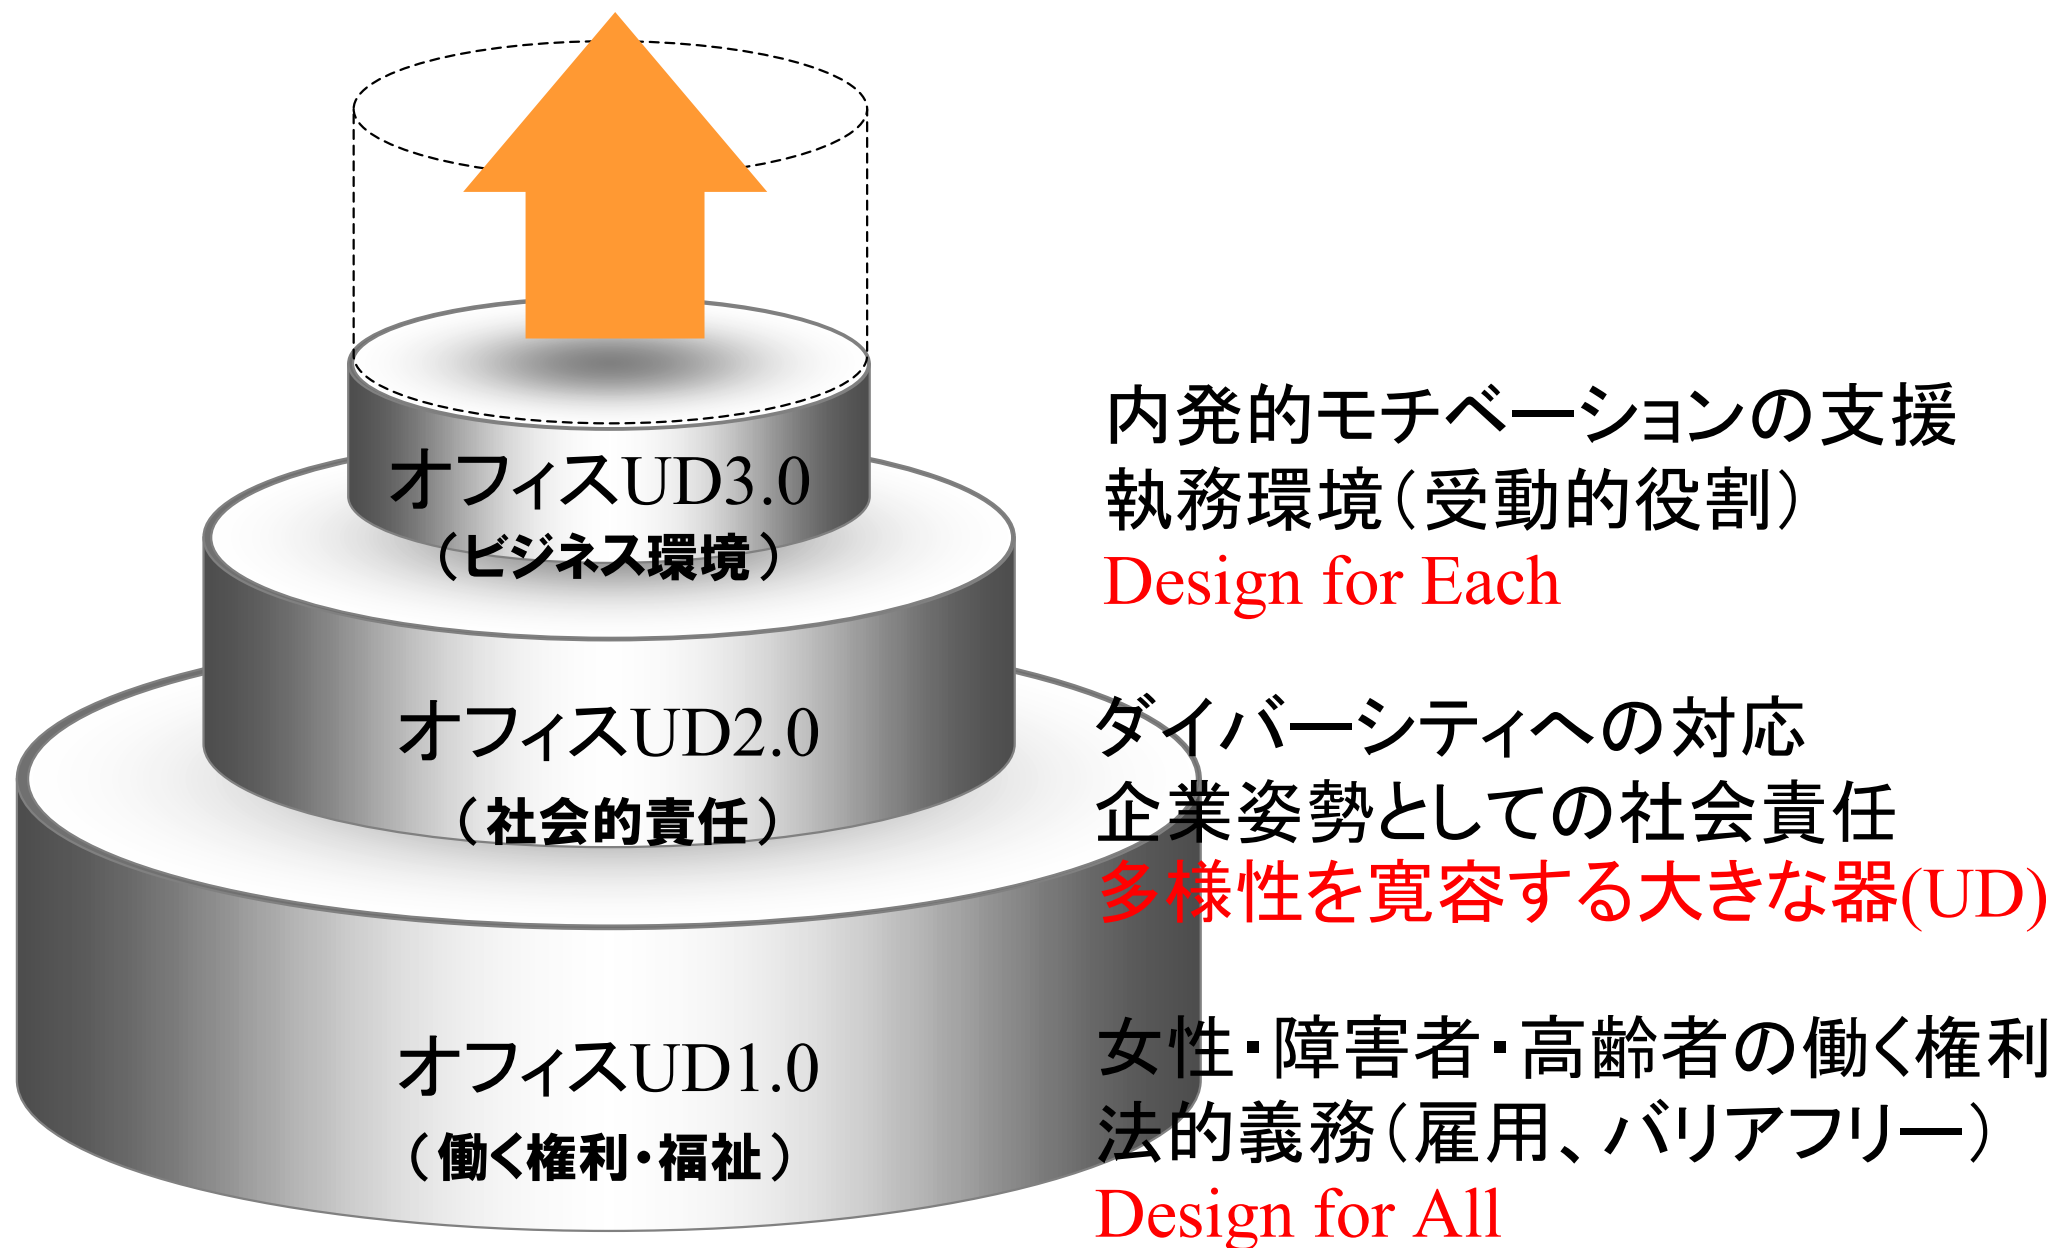 オフィスUD3.0
（ビジネス環境）
内発的モチベーションの支援
執務環境（受動的役割）
Design for Each
オフィスUD2.0
（社会的責任）
ダイバーシティへの対応
企業姿勢としての社会責任
多様性を寛容する大きな器(UD)
オフィスUD1.0
（働く権利・福祉）
女性・障害者・高齢者の働く権利
法的義務（雇用、バリアフリー）
Design for All